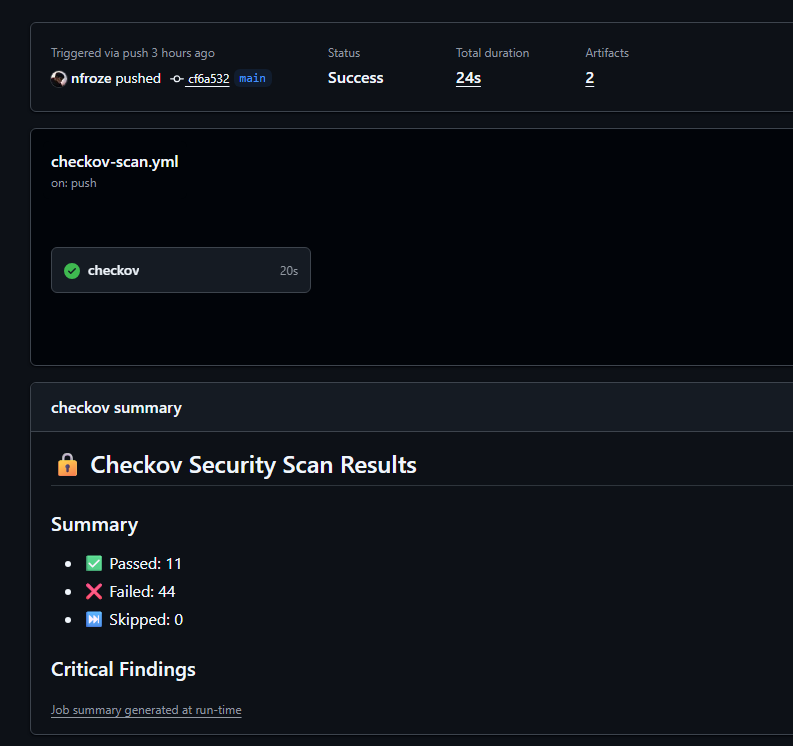 Triggered via push 3 hours ago
nfroze pushed cf6a532 main
Status
Success
Total duration
24s
Artifacts
2
checkov-scan.yml
on: push
checkov 20s
checkov summary
Checkov Security Scan Results
Summary
Passed: 11
Failed: 44
Skipped: 0
Critical Findings
Job summary generated at run-time